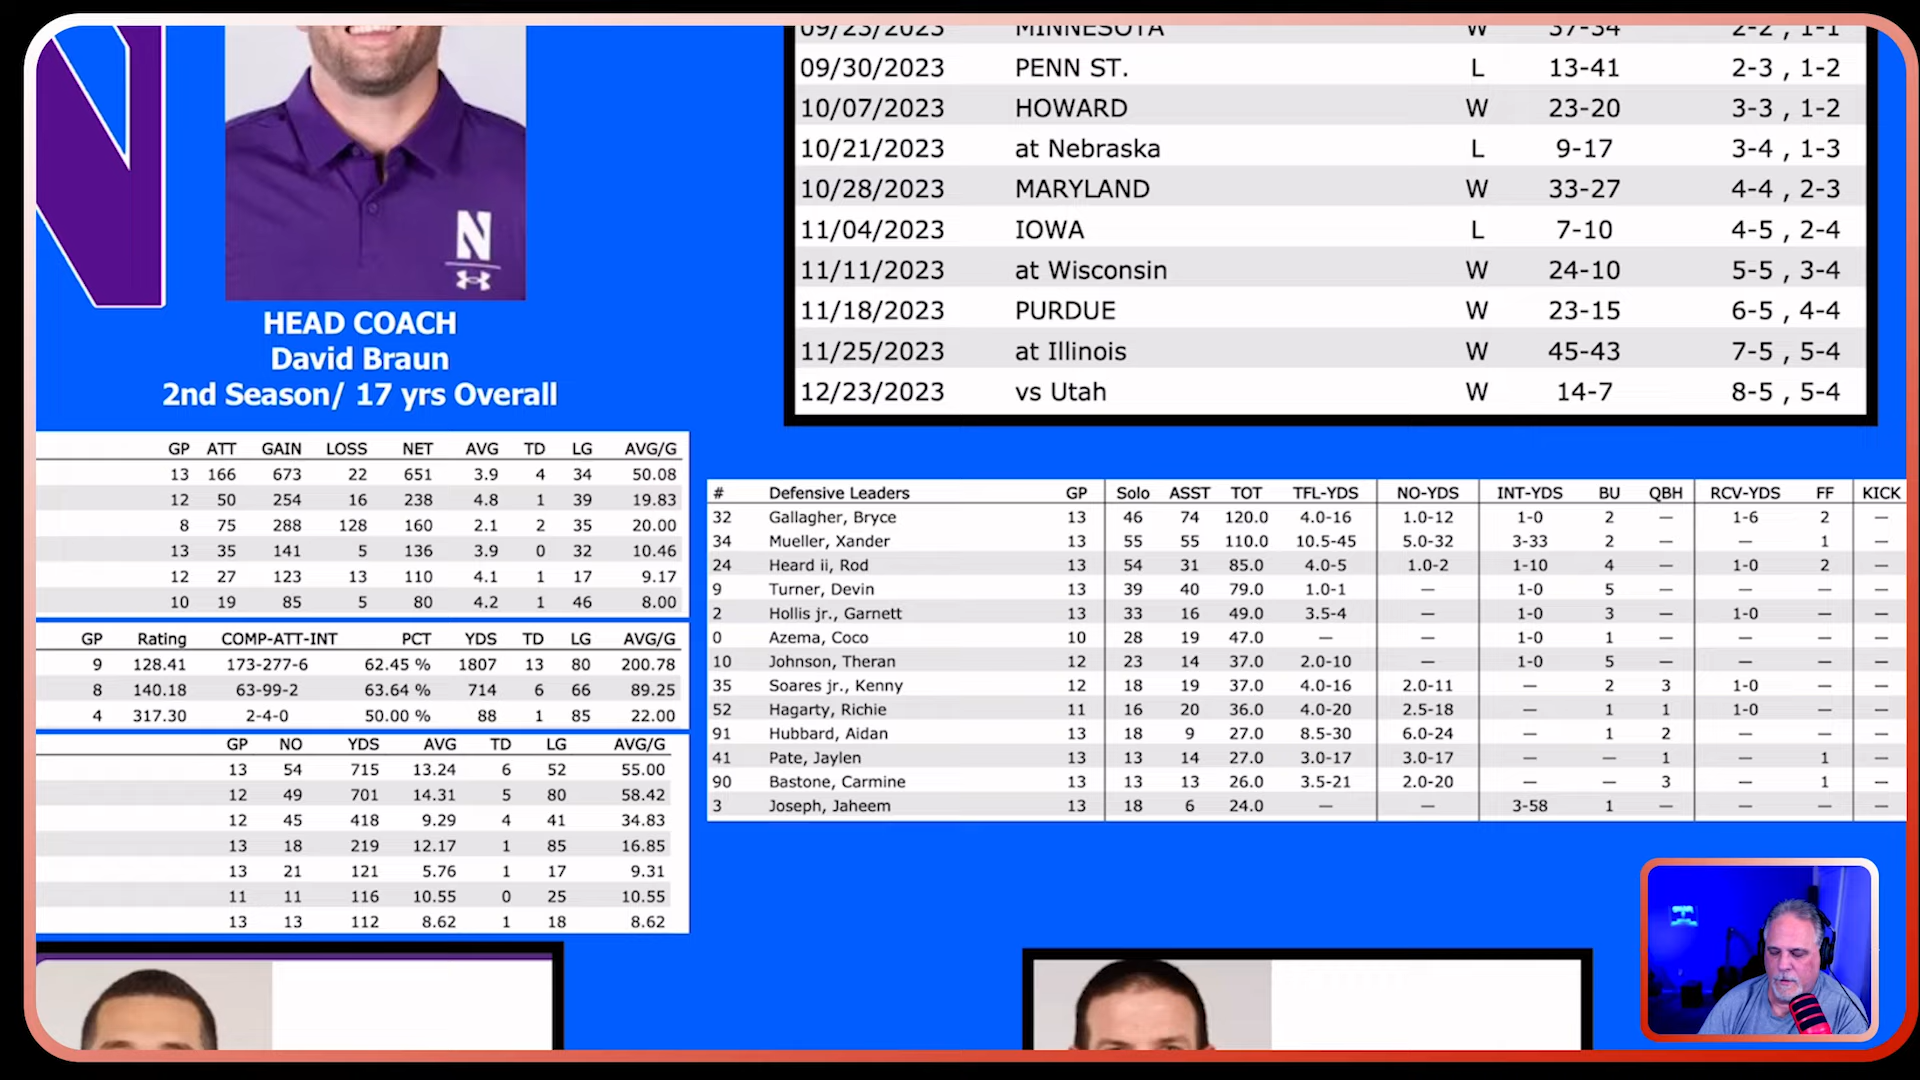 09/23/2023 MINNESOTA W 37-34 2-2 , 1-1
09/30/2023 PENN ST. L 13-41 2-3 , 1-2
10/07/2023 HOWARD W 23-20 3-3 , 1-2
10/21/2023 at Nebraska L 9-17 3-4 , 1-3
10/28/2023 MARYLAND W 33-27 4-4 , 2-3
11/04/2023 IOWA L 7-10 4-5 , 2-4
11/11/2023 at Wisconsin W 24-10 5-5 , 3-4
11/18/2023 PURDUE W 23-15 6-5 , 4-4
11/25/2023 at Illinois W 45-43 7-5 , 5-4
12/23/2023 vs Utah W 14-7 8-5 , 5-4
N
HEAD COACH
David Braun
2nd Season/ 17 yrs Overall
GP ATT GAIN LOSS NET AVG TD LG AVG/G
13 166 673 22 651 3.9 4 34 50.08
12 50 254 16 238 4.8 1 39 19.83
8 75 288 128 160 2.1 2 35 20.00
13 35 141 5 136 3.9 0 32 10.46
12 27 123 13 110 4.1 1 17 9.17
10 19 85 5 80 4.2 1 46 8.00
GP Rating COMP-ATT-INT PCT YDS TD LG AVG/G
9 128.41 173-277-6 62.45 % 1807 13 80 200.78
8 140.18 63-99-2 63.64 % 714 6 66 89.25
4 317.30 2-4-0 50.00 % 88 1 85 22.00
GP NO YDS AVG TD LG AVG/G
13 54 715 13.24 6 52 55.00
12 49 701 14.31 5 80 58.42
12 45 418 9.29 4 41 34.83
13 18 219 12.17 1 85 16.85
13 21 121 5.76 1 17 9.31
11 11 116 10.55 0 25 10.55
13 13 112 8.62 1 18 8.62
# Defensive Leaders GP Solo ASST TOT TFL-YDS NO-YDS INT-YDS BU QBH RCV-YDS FF KICK
32 Gallagher, Bryce 13 46 74 120.0 4.0-16 1.0-12 1-0 2 — 1-6 2 —
34 Mueller, Xander 13 55 55 110.0 10.5-45 5.0-32 3-33 2 — — 1 —
24 Heard ii, Rod 13 54 31 85.0 4.0-5 1.0-2 1-10 4 — 1-0 2 —
9 Turner, Devin 13 39 40 79.0 1.0-1 — 1-0 5 — — — —
2 Hollis jr., Garnett 13 33 16 49.0 3.5-4 — 1-0 3 — 1-0 — —
0 Azema, Coco 10 28 19 47.0 — — 1-0 1 — — — —
10 Johnson, Theran 12 23 14 37.0 2.0-10 — 1-0 5 — — — —
35 Soares jr., Kenny 12 18 19 37.0 4.0-16 2.0-11 — 2 3 1-0 — —
52 Hagarty, Richie 11 16 20 36.0 4.0-20 2.5-18 — 1 1 1-0 — —
91 Hubbard, Aidan 13 18 9 27.0 8.5-30 6.0-24 — 1 2 — — —
41 Pate, Jaylen 13 13 14 27.0 3.0-17 3.0-17 — — 1 — 1 —
90 Bastone, Carmine 13 13 13 26.0 3.5-21 2.0-20 — — 3 — 1 —
3 Joseph, Jaheem 13 18 6 24.0 — — 3-58 1 — — — —